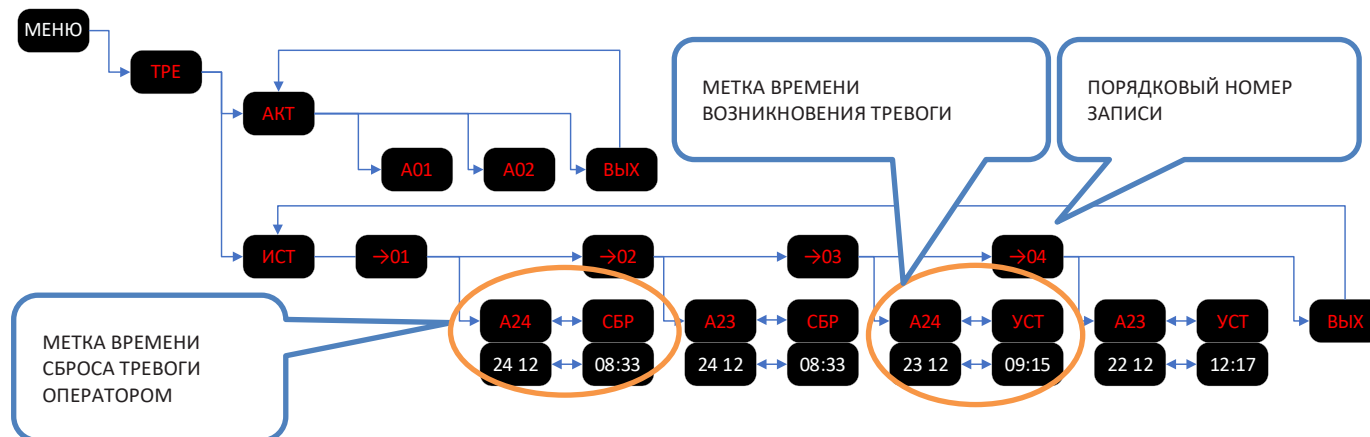 МЕНЮ
ТРЕ
АКТ
А01
А02
ВЫХ
МЕТКА ВРЕМЕНИ
ВОЗНИКНОВЕНИЯ ТРЕВОГИ
ПОРЯДКОВЫЙ НОМЕР
ЗАПИСИ
ИСТ
→01
→02
→03
→04
А24 СБР А23 СБР А24 УСТ А23 УСТ ВЫХ
24 12 08:33 24 12 08:33 23 12 09:15 22 12 12:17
МЕТКА ВРЕМЕНИ
СБРОСА ТРЕВОГИ
ОПЕРАТОРОМ